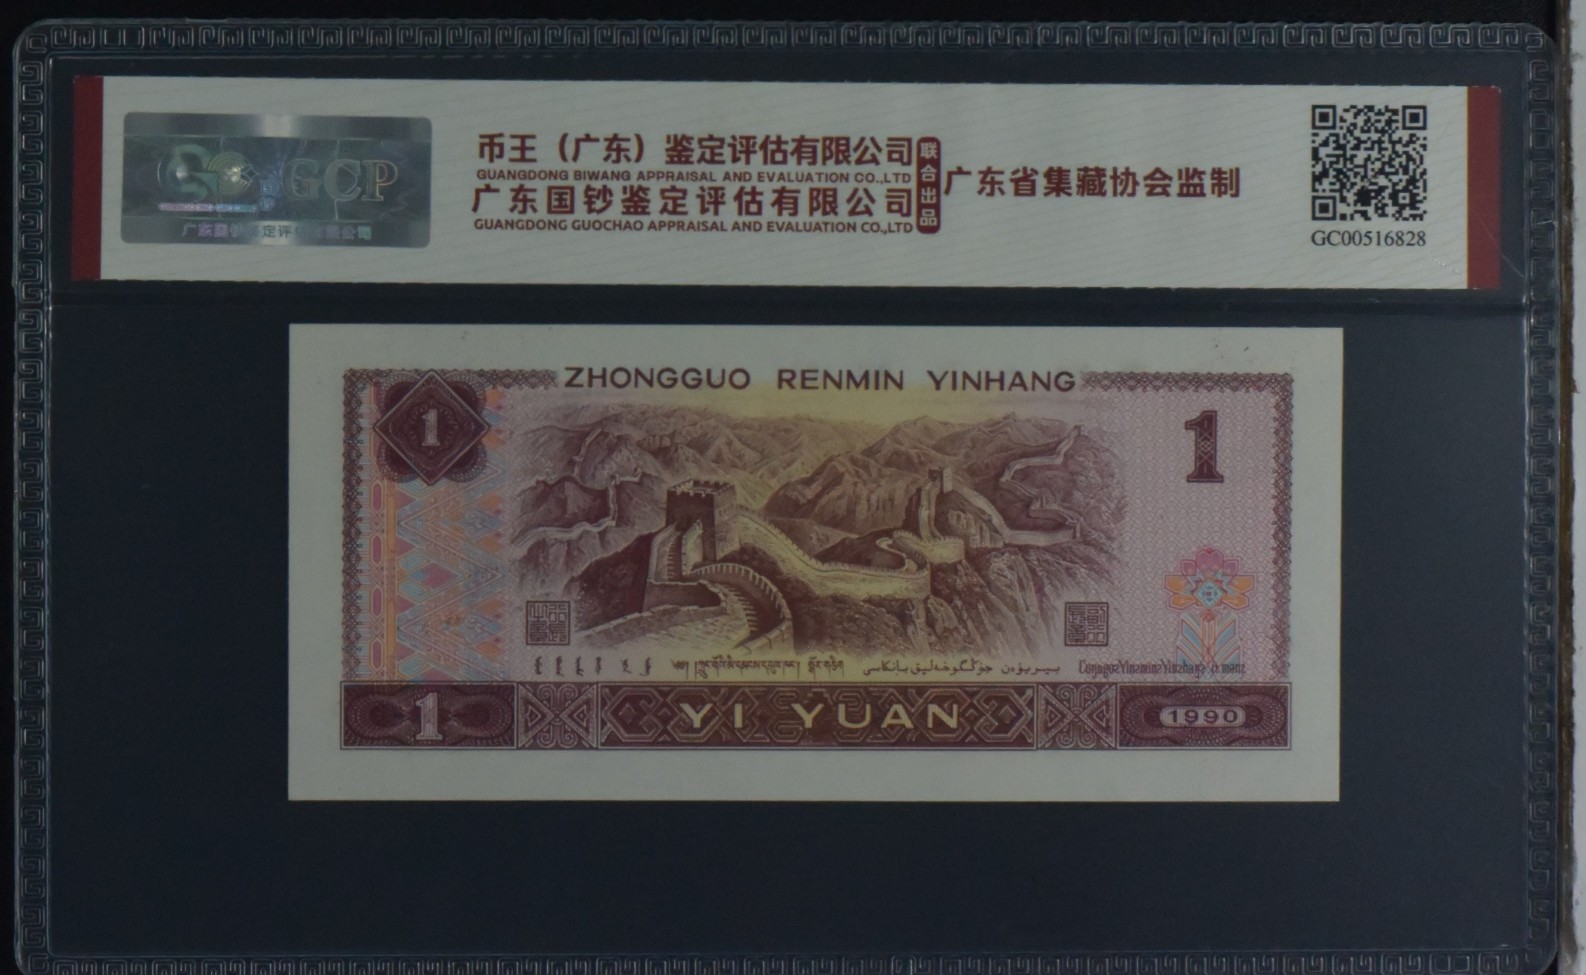 GCP
币王（广东）鉴定评估有限公司
GUANGDONG BIWANG APPRAISAL AND EVALUATION CO.,LTD
广东国钞鉴定评估有限公司
GUANGDONG GUOCHAO APPRAISAL AND EVALUATION CO.,LTD
联合出品
广东省集藏协会监制
GC00516828
ZHONGGUO RENMIN YINHANG
1
1
1
YI YUAN
1990